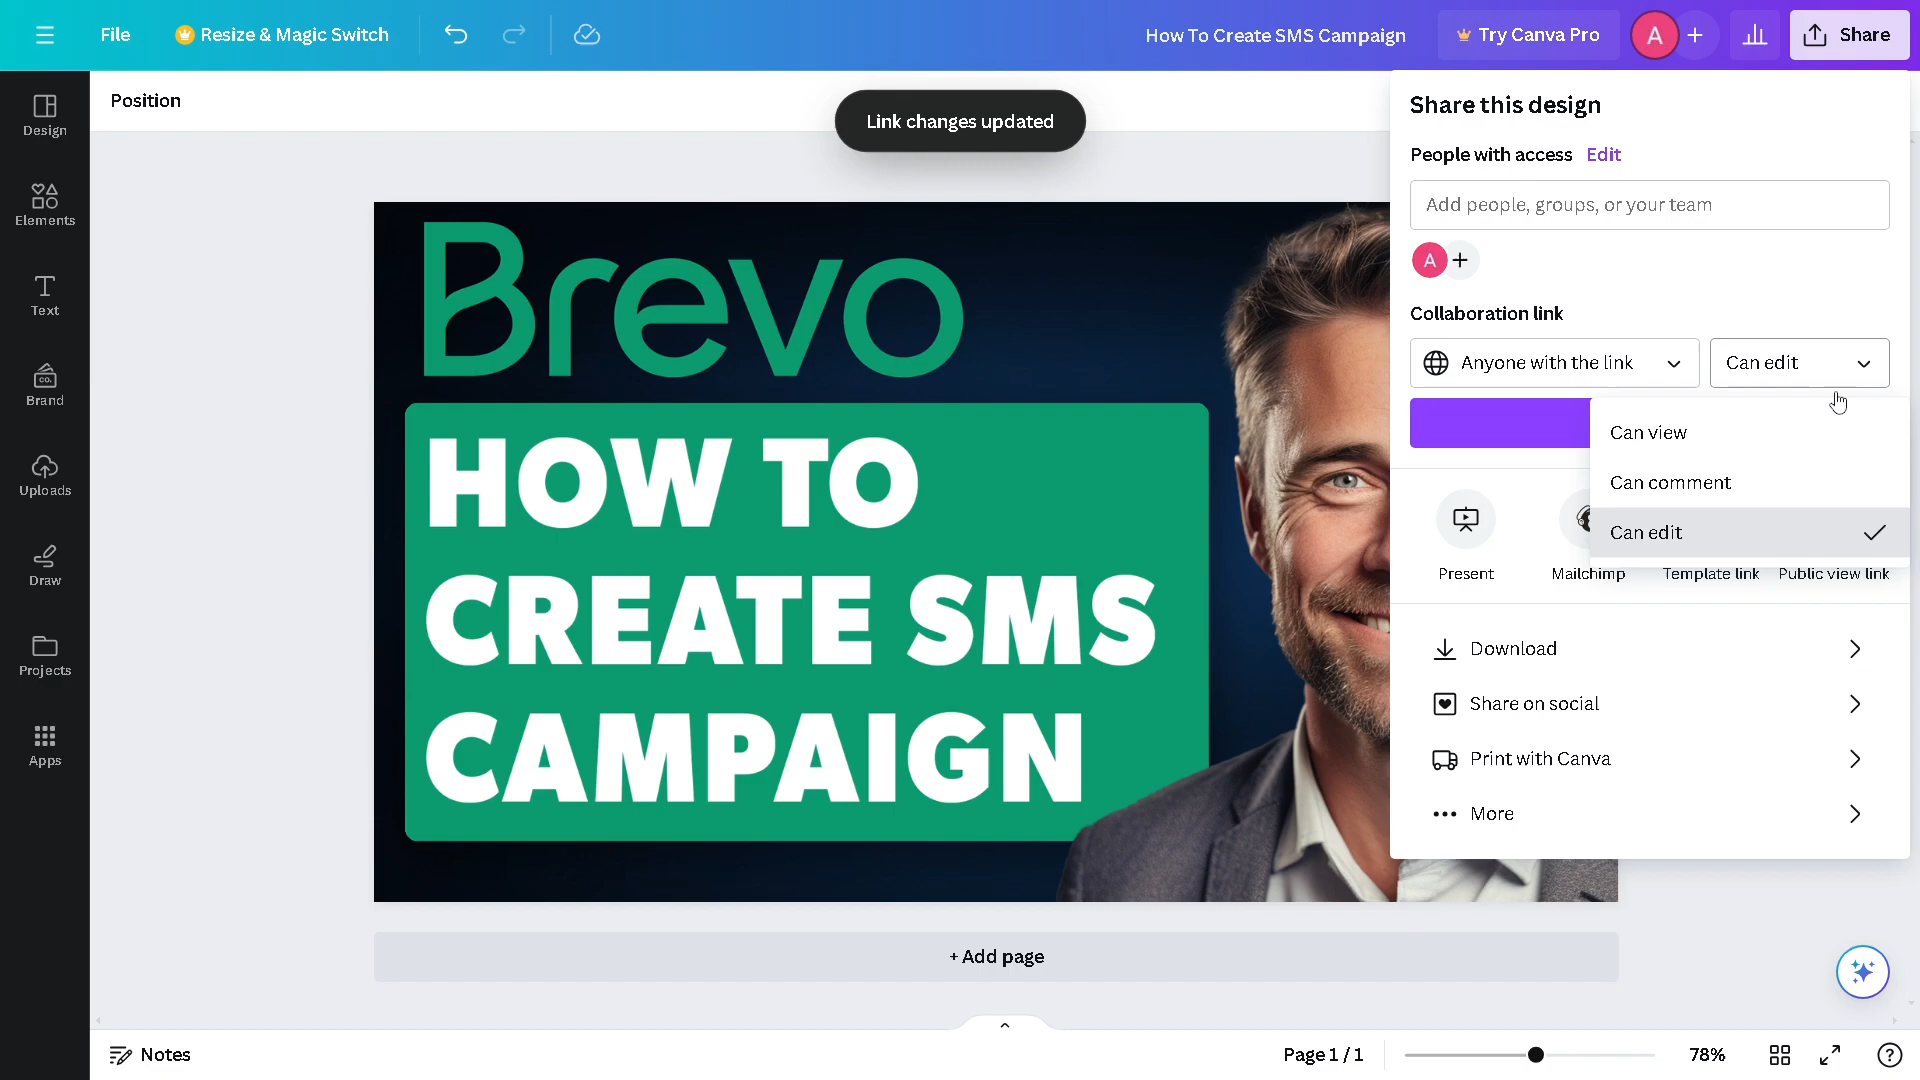 File
Resize & Magic Switch
How To Create SMS Campaign
Try Canva Pro
A
+
Share
Design
Elements
Text
CO.
Brand
Uploads
Draw
Projects
Apps
Position
Link changes updated
Brevo
HOW TO
CREATE SMS
CAMPAIGN
+ Add page
Share this design
People with access Edit
Add people, groups, or your team
A +
Collaboration link
Anyone with the link
Can edit
Can view
Can comment
Can edit
Present
Mailchimp
Template link
Public view link
Download
Share on social
Print with Canva
More
Notes
Page 1 / 1
78%
?